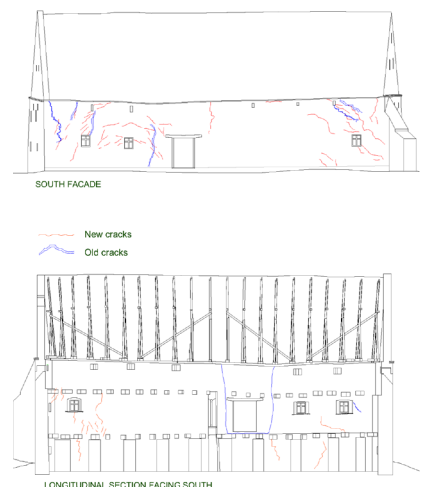 SOUTH FACADE
New cracks
Old cracks
LONGITUDINAL SECTION FACING SOUTH